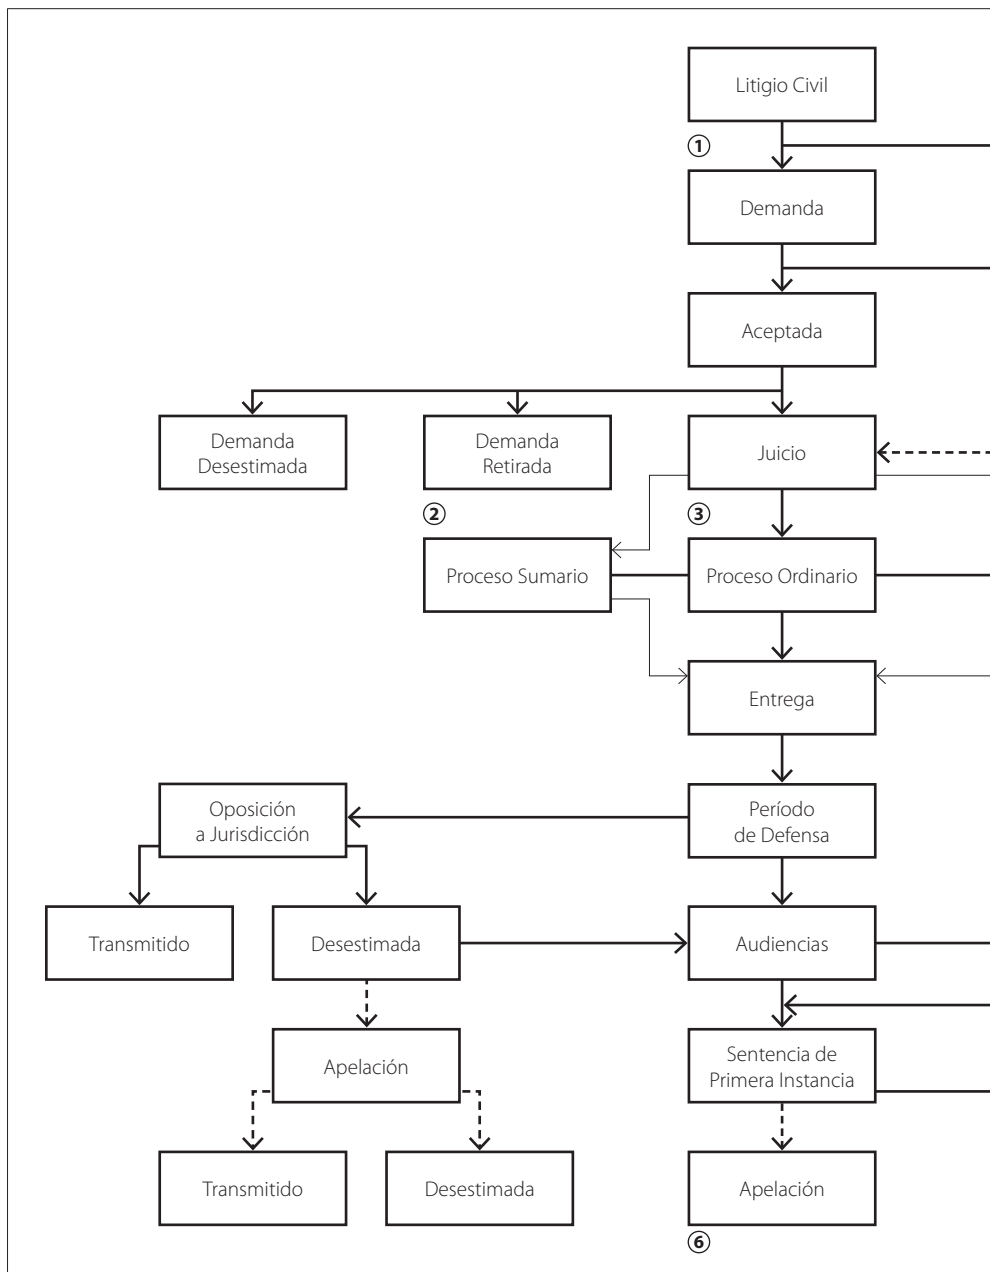 Litigio Civil
①
Demanda
Aceptada
Demanda
Desestimada
Demanda
Retirada
Juicio
②
③
Proceso Sumario
Proceso Ordinario
Entrega
Oposición
a Jurisdicción
Período
de Defensa
Transmitido
Desestimada
Audiencias
Apelación
Sentencia de
Primera Instancia
Transmitido
Desestimada
Apelación
⑥